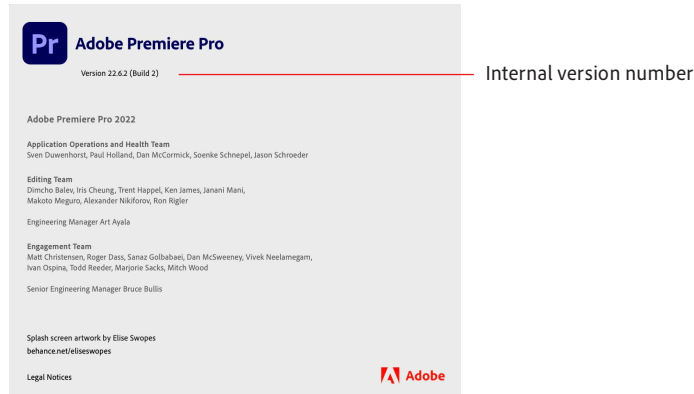 Pr Adobe Premiere Pro
Version 22.6.2 (Build 2)
Internal version number
Adobe Premiere Pro 2022
Application Operations and Health Team
Sven Duwenhorst, Paul Holland, Dan McCormick, Soenke Schnepel, Jason Schroeder
Editing Team
Dimcho Balev, Iris Cheung, Trent Happel, Ken James, Janani Mani,
Makoto Meguro, Alexander Nikiforov, Ron Rigler
Engineering Manager Art Ayala
Engagement Team
Matt Christensen, Roger Dass, Sanaz Golbabaei, Dan McSweeney, Vivek Neelamegam,
Ivan Ospina, Todd Reeder, Marjorie Sacks, Mitch Wood
Senior Engineering Manager Bruce Bullis
Splash screen artwork by Elise Swopes
behance.net/eliseswopes
Legal Notices
Adobe